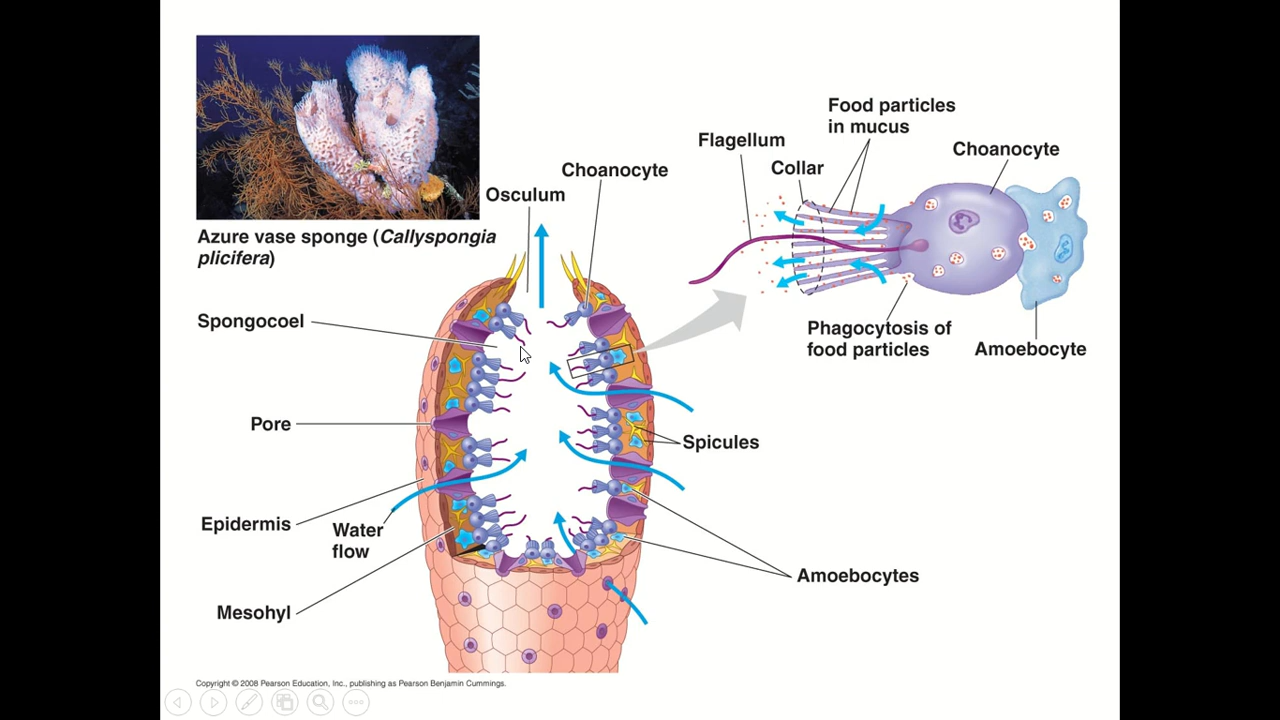 Azure vase sponge (Callyspongia
plicifera)
Osculum
Choanocyte
Flagellum
Collar
Food particles
in mucus
Choanocyte
Spongocoel
Phagocytosis of
food particles
Amoebocyte
Pore
Spicules
Epidermis
Water
flow
Amoebocytes
Mesohyl
Copyright © 2008 Pearson Education, Inc., publishing as Pearson Benjamin Cummings.